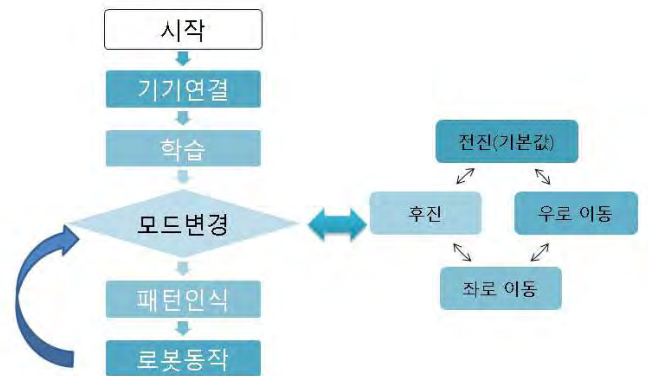 시작
기기연결
학습
모드변경
패턴인식
로봇동작
전진(기본값)
후진
우로 이동
좌로 이동